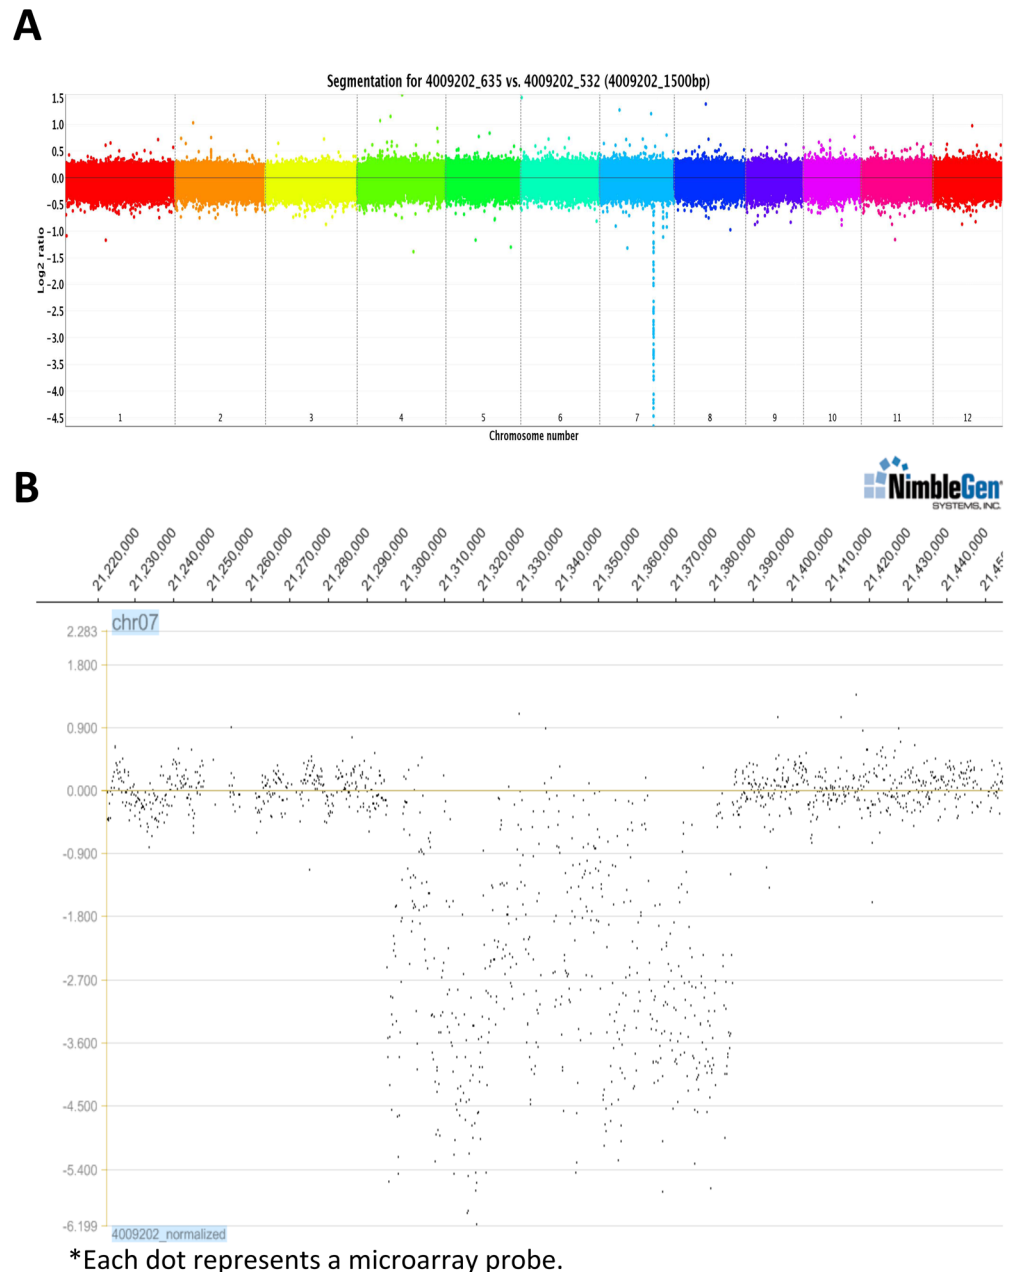 A
Segmentation for 4009202_635 vs. 4009202_532 (4009202_1500bp)
1.5
1.0
0.5
0.0
−0.5
−1.0
−1.5
−2.0
−2.5
−3.0
−3.5
−4.0
−4.5
Log2 ratio
1 2 3 4 5 6 7 8 9 10 11 12
Chromosome number
B
NimbleGen
SYSTEMS, INC.
21,220,000 21,230,000 21,240,000 21,250,000 21,260,000 21,270,000 21,280,000 21,290,000 21,300,000 21,310,000 21,320,000 21,330,000 21,340,000 21,350,000 21,360,000 21,370,000 21,380,000 21,390,000 21,400,000 21,410,000 21,420,000 21,430,000 21,440,000
chr07
2.283
1.800
0.900
0.000
-0.900
-1.800
-2.700
-3.600
-4.500
-5.400
-6.199
4009202_normalized
*Each dot represents a microarray probe.